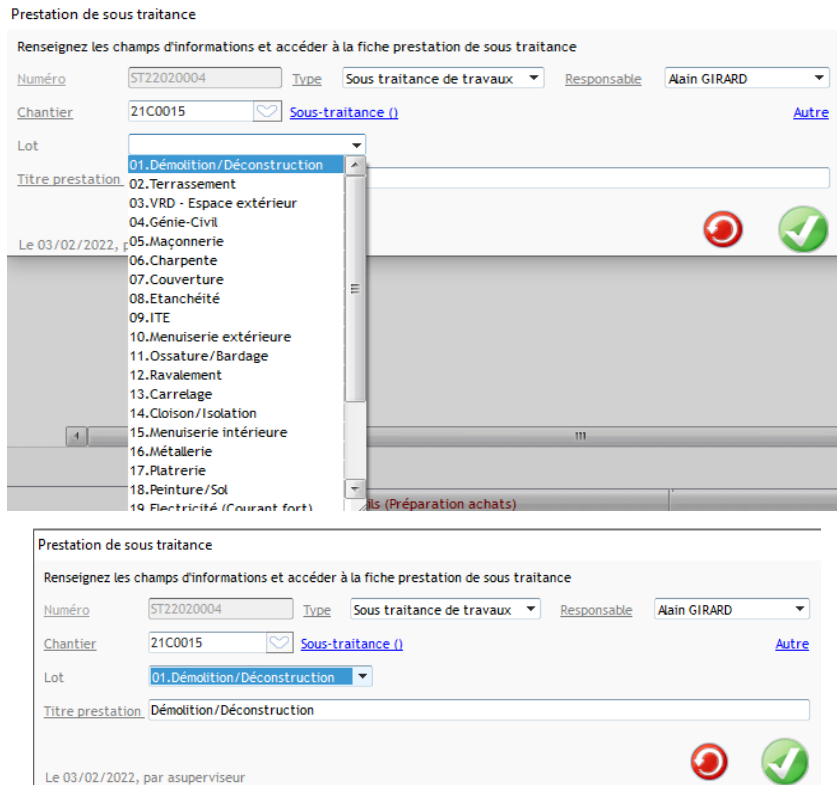 Prestation de sous traitance
Renseignez les champs d'informations et accéder à la fiche prestation de sous traitance
Numéro ST22020004 Type Sous traitance de travaux Responsable Alain GIRARD
Chantier 21C0015 Sous-traitance () Autre
Lot
01.Démolition/Déconstruction
Titre prestation
02.Terrassement
03.VRD - Espace extérieur
04.Génie-Civil
Le 03/02/2022, p
05.Maçonnerie
06.Charpente
07.Couverture
08.Etanchéité
09.ITE
10.Menuiserie extérieure
11.Ossature/Bardage
12.Ravalement
13.Carrelage
14.Cloison/Isolation
15.Menuiserie intérieure
16.Métallerie
17.Platrerie
18.Peinture/Sol
19.Electricité (Courant fort)
ils (Préparation achats)
Prestation de sous traitance
Renseignez les champs d'informations et accéder à la fiche prestation de sous traitance
Numéro ST22020004 Type Sous traitance de travaux Responsable Alain GIRARD
Chantier 21C0015 Sous-traitance () Autre
Lot 01.Démolition/Déconstruction
Titre prestation Démolition/Déconstruction
Le 03/02/2022, par asuperviseur